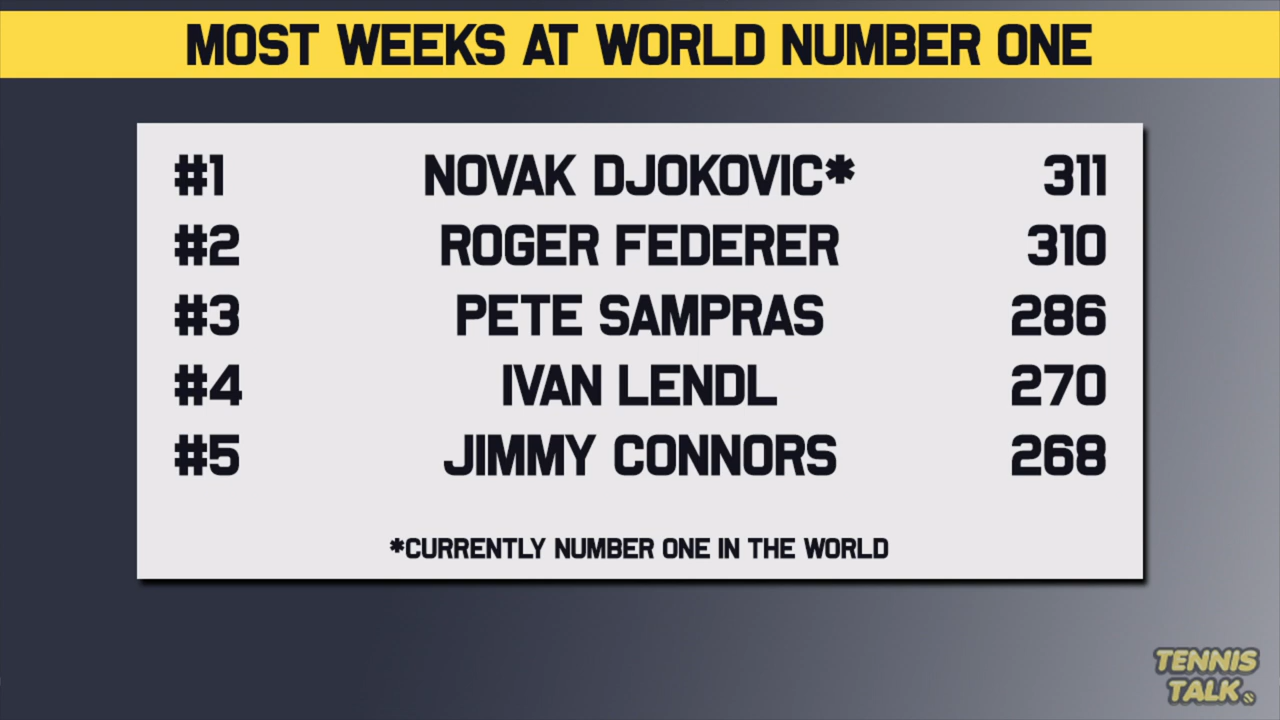 MOST WEEKS AT WORLD NUMBER ONE
#1 NOVAK DJOKOVIC* 311
#2 ROGER FEDERER 310
#3 PETE SAMPRAS 286
#4 IVAN LENDL 270
#5 JIMMY CONNORS 268
*CURRENTLY NUMBER ONE IN THE WORLD
TENNIS
TALK